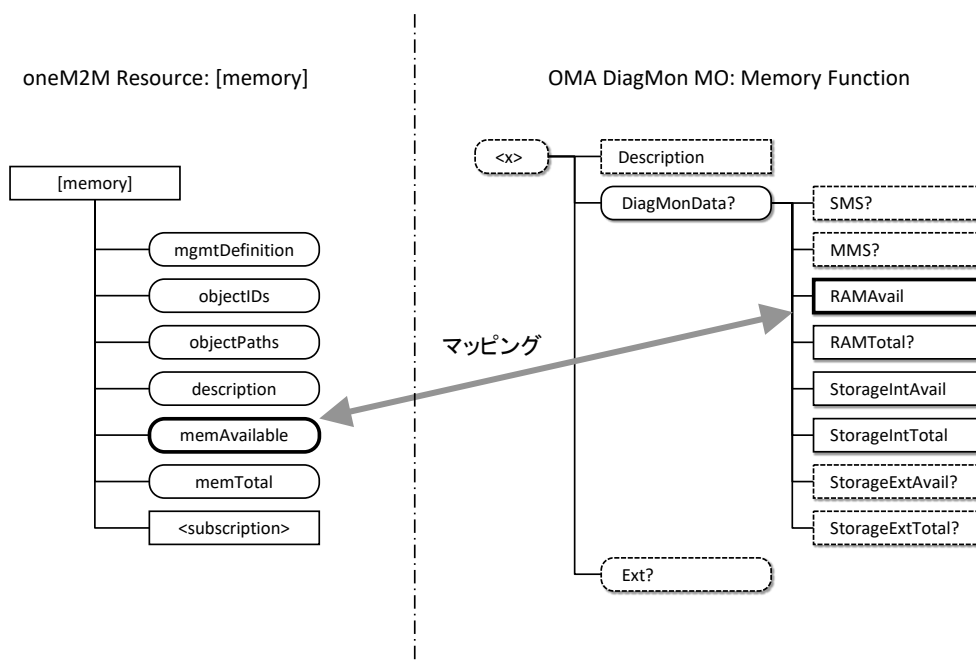 oneM2M Resource: [memory]
[memory]
mgmtDefinition
objectIDs
objectPaths
description
memAvailable
memTotal
<subscription>
マッピング
OMA DiagMon MO: Memory Function
<x>
Description
DiagMonData?
Ext?
SMS?
MMS?
RAMAvail
RAMTotal?
StorageIntAvail
StorageIntTotal
StorageExtAvail?
StorageExtTotal?